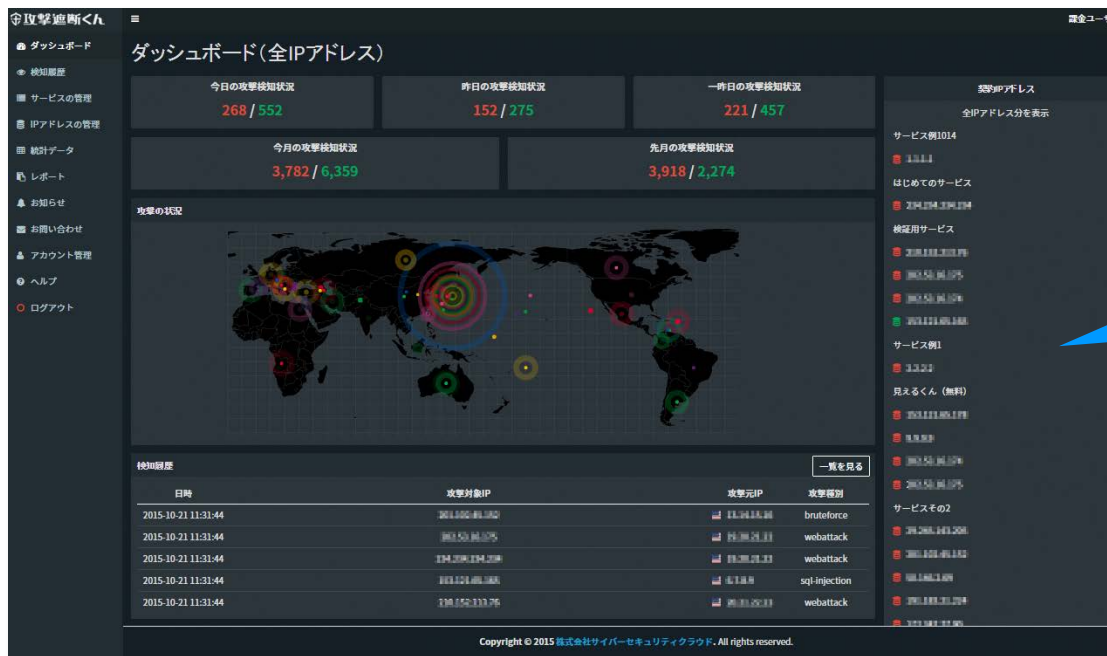 攻撃遮断くん
課金ユーザ
ダッシュボード
検知履歴
サービスの管理
IPアドレスの管理
統計データ
レポート
お知らせ
お問い合わせ
アカウント管理
ヘルプ
ログアウト
ダッシュボード(全IPアドレス)
今日の攻撃検知状況
268 / 552
昨日の攻撃検知状況
152 / 275
一昨日の攻撃検知状況
221 / 457
今月の攻撃検知状況
3,782 / 6,359
先月の攻撃検知状況
3,918 / 2,274
攻撃の状況
検知履歴
一覧を見る
日時 攻撃対象IP 攻撃元IP 攻撃種別
2015-10-21 11:31:44 bruteforce
2015-10-21 11:31:44 webattack
2015-10-21 11:31:44 webattack
2015-10-21 11:31:44 sql-injection
2015-10-21 11:31:44 webattack
契約IPアドレス
全IPアドレス分を表示
サービス例1014
はじめてのサービス
検証用サービス
サービス例1
見えるくん(無料)
サービスその2
Copyright © 2015 株式会社サイバーセキュリティクラウド. All rights reserved.